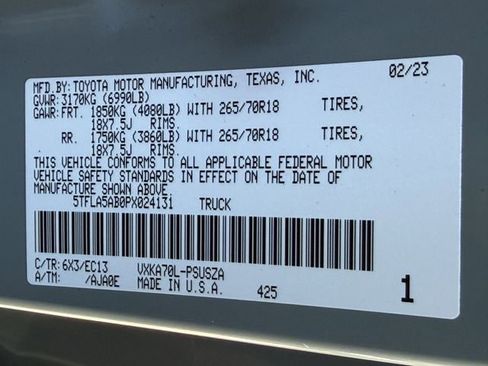 MFD.BY: TOYOTA MOTOR MANUFACTURING, TEXAS, INC. 02/23
GVWR: 3170KG (6990LB)
GAWR: FRT. 1850KG (4080LB) WITH 265/70R18 TIRES,
18X7.5J RIMS.
RR. 1750KG (3860LB) WITH 265/70R18 TIRES,
18X7.5J RIMS.
THIS VEHICLE CONFORMS TO ALL APPLICABLE FEDERAL MOTOR
VEHICLE SAFETY STANDARDS IN EFFECT ON THE DATE OF
MANUFACTURE SHOWN ABOVE.
5TFLA5AB0PX024131 TRUCK
C/TR: 6X3/EC13 VXKA70L-PSUSZA
A/TM: /AJA0E MADE IN U.S.A. 425 1